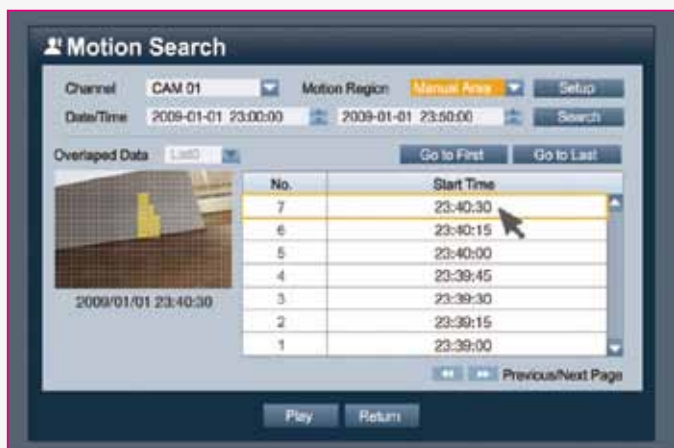 Motion Search
Channel CAM 01 Motion Region Manual Area Setup
Date/Time 2009-01-01 23:00:00 2009-01-01 23:50:00 Search
Overlaped Data List0 Go to First Go to Last
No. Start Time
7 23:40:30
6 23:40:15
5 23:40:00
4 23:39:45
3 23:39:30
2 23:39:15
1 23:39:00
2009/01/01 23:40:30
Previous/Next Page
Play Return